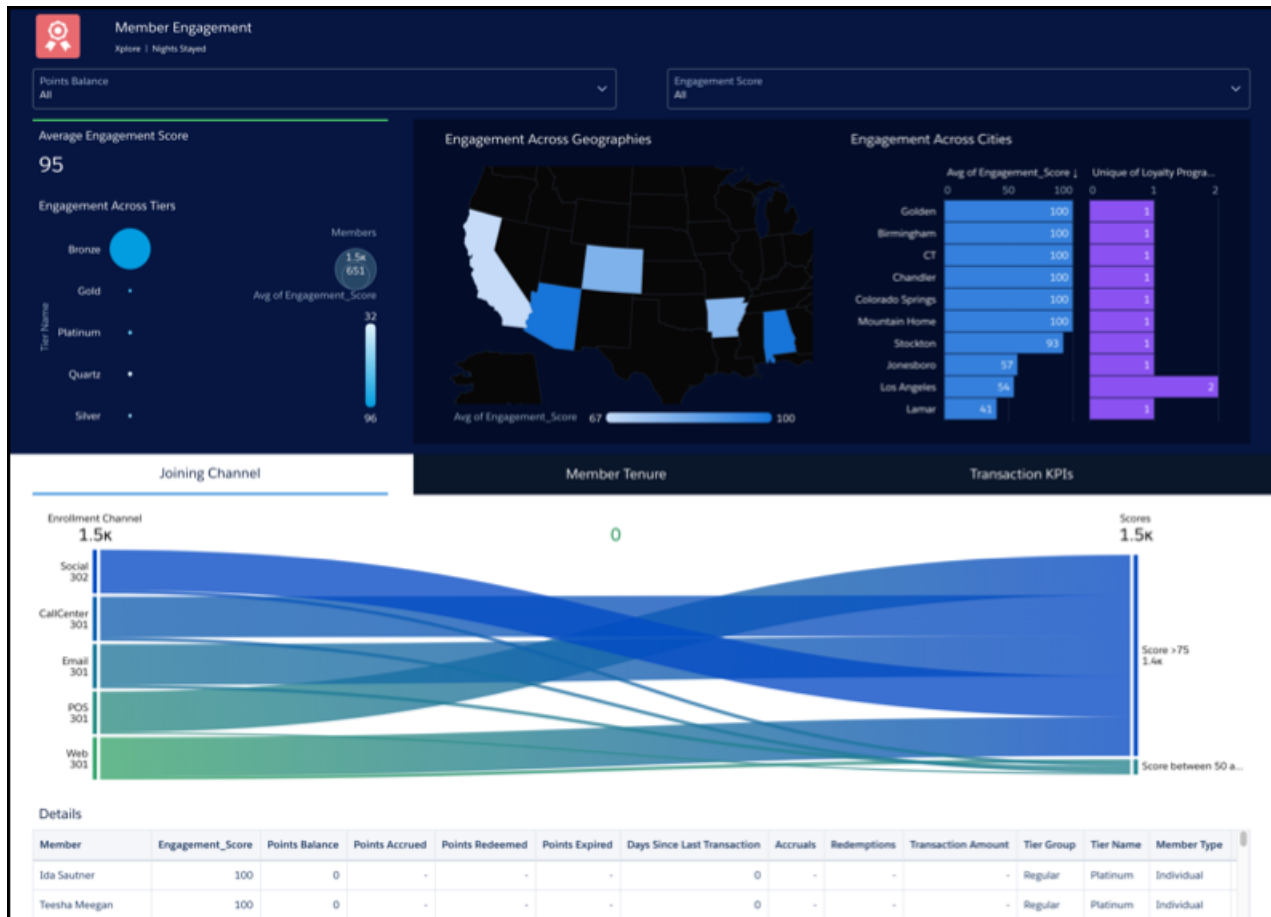 Member Engagement
Xplore | Nights Stayed
Points Balance
All
Engagement Score
All
Average Engagement Score
95
Engagement Across Tiers
Members
1.5K
651
Avg of Engagement_Score
32
96
Tier Name
Bronze
Gold
Platinum
Quartz
Silver
Engagement Across Geographies
Avg of Engagement_Score 67 100
Engagement Across Cities
Avg of Engagement_Score ↓ Unique of Loyalty Progra...
0 50 100 0 1 2
Golden 100 1
Birmingham 100 1
CT 100 1
Chandler 100 1
Colorado Springs 100 1
Mountain Home 100 1
Stockton 93 1
Jonesboro 57 1
Los Angeles 54 2
Lamar 41 1
Joining Channel Member Tenure Transaction KPIs
Enrollment Channel
1.5K
0
Scores
1.5K
Social
302
CallCenter
301
Email
301
POS
301
Web
301
Score >75
1.4K
Score between 50 a...
Details
Member Engagement_Score Points Balance Points Accrued Points Redeemed Points Expired Days Since Last Transaction Accruals Redemptions Transaction Amount Tier Group Tier Name Member Type
Ida Sautner 100 0 - - - 0 - - - Regular Platinum Individual
Teesha Meegan 100 0 - - - 0 - - - Regular Platinum Individual